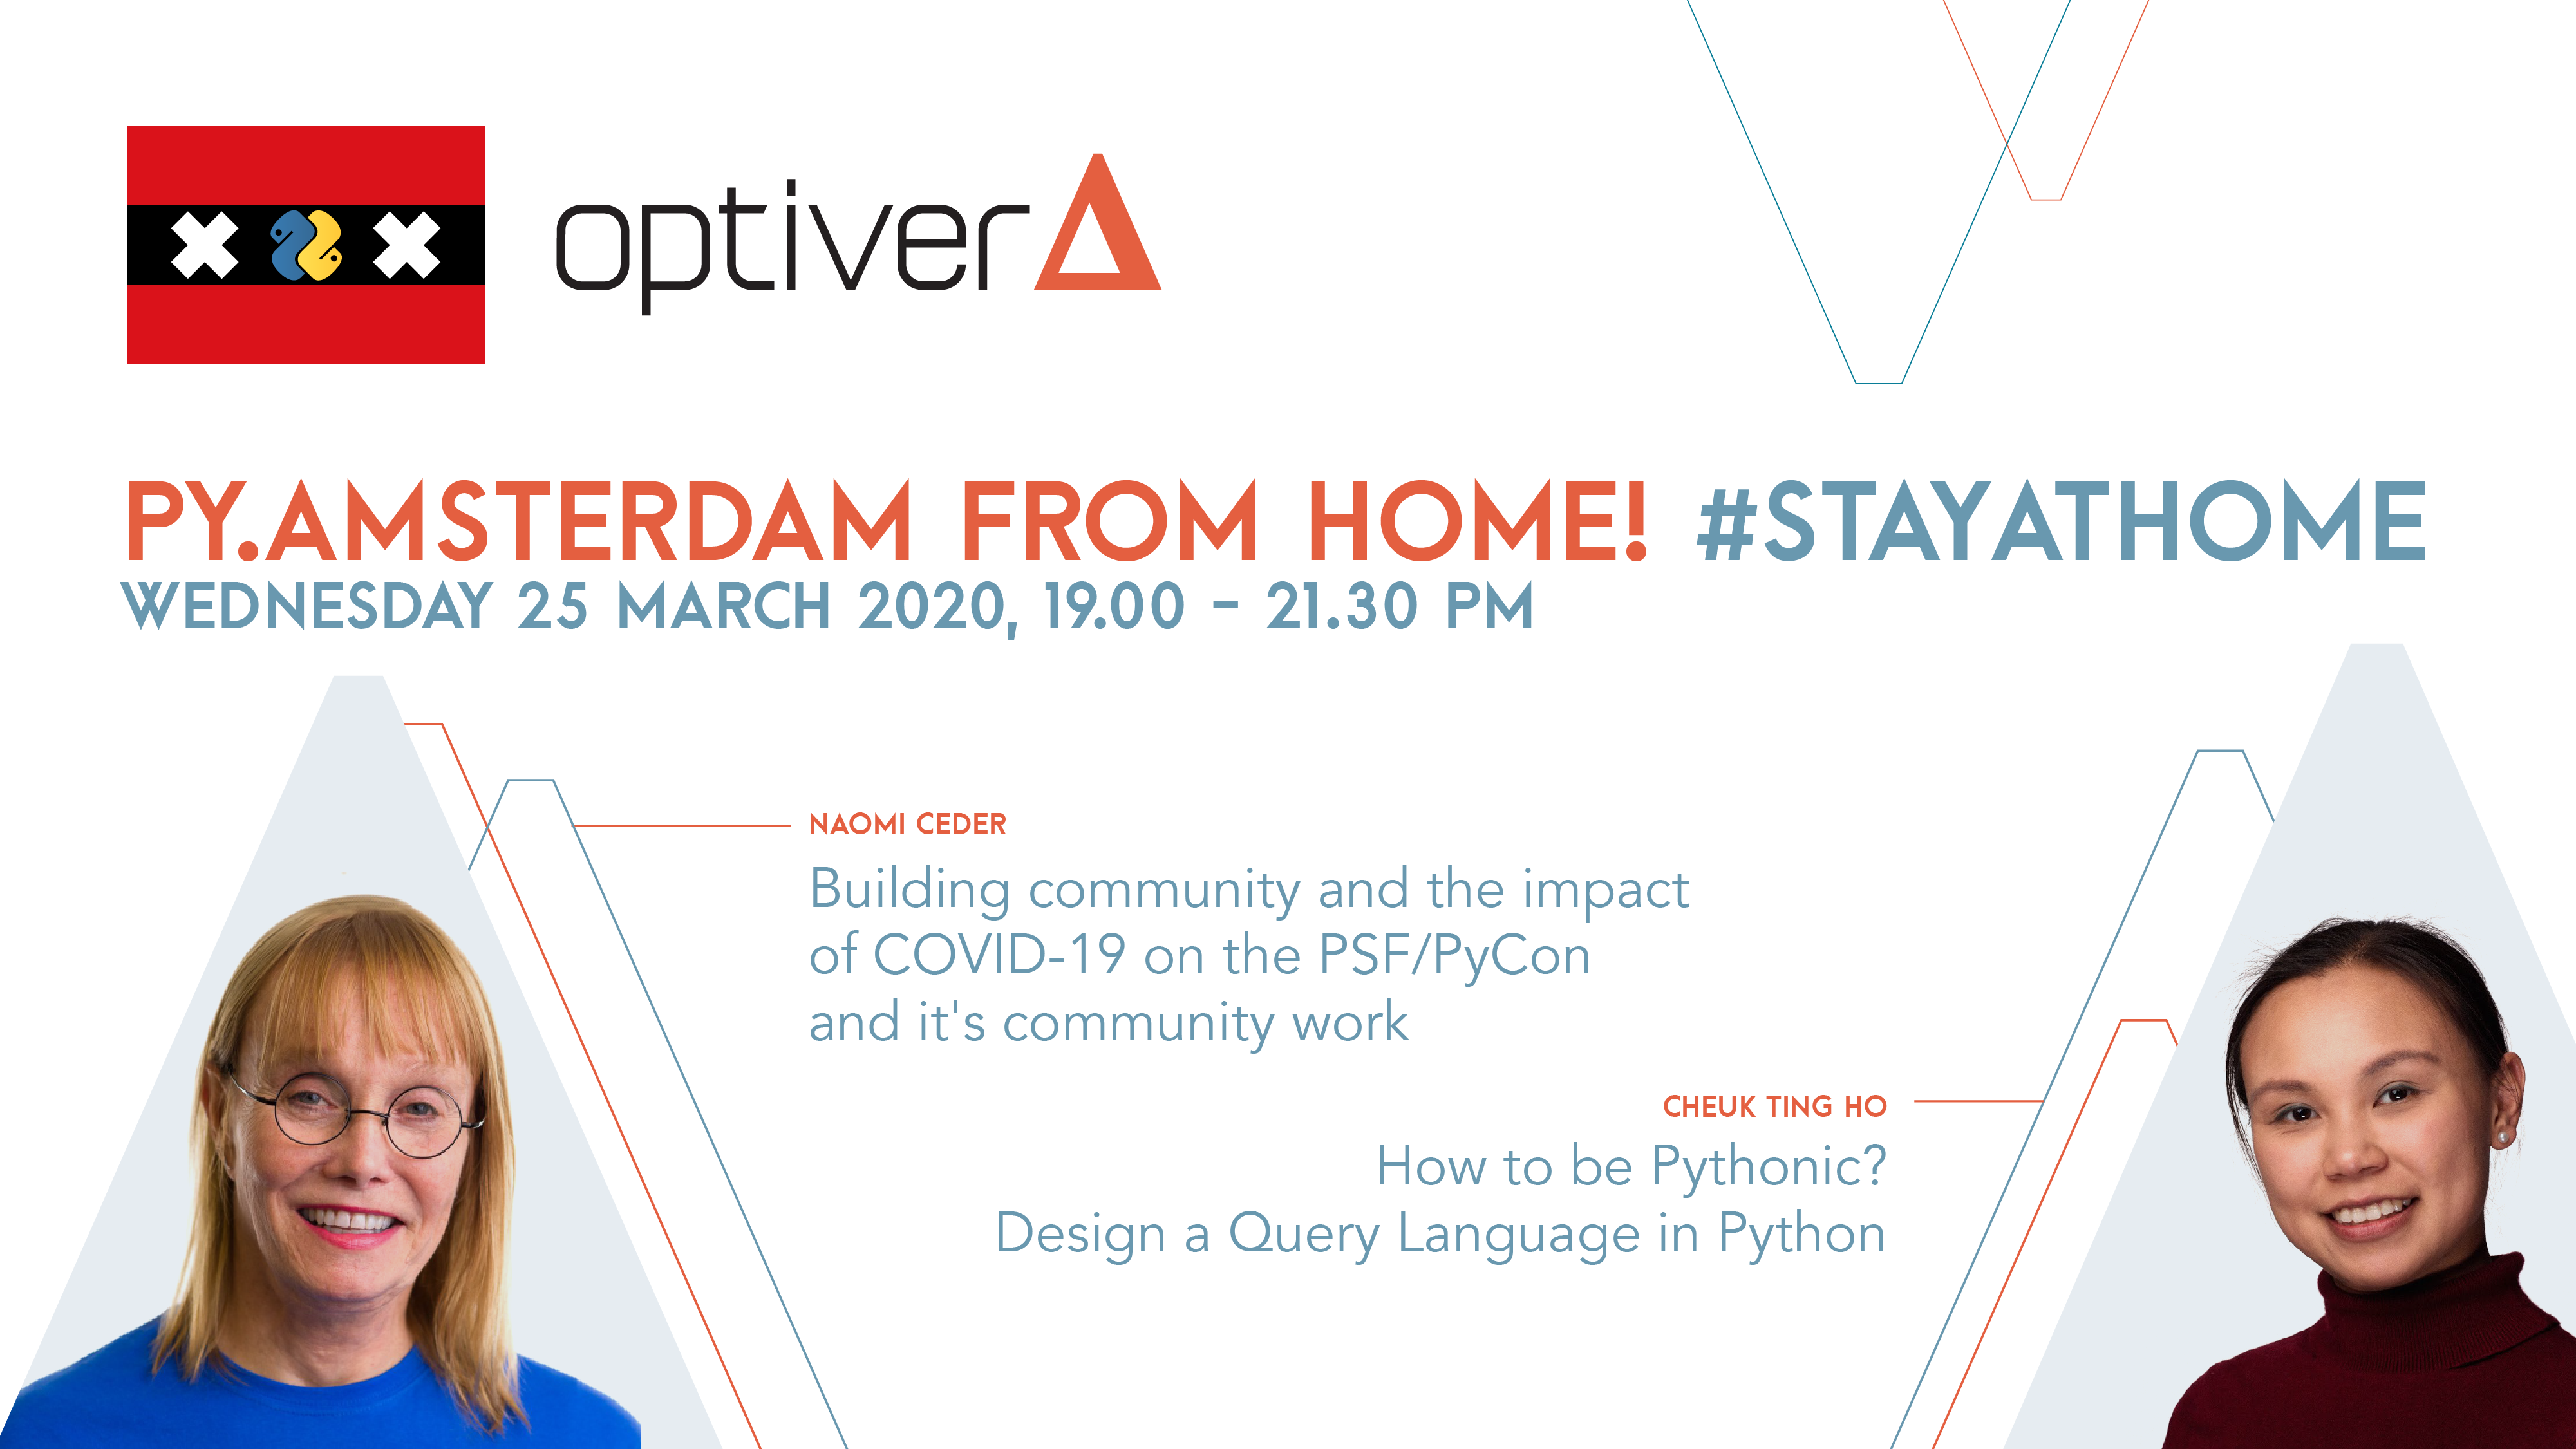 optiver
PY.AMSTERDAM FROM HOME! #STAYATHOME
WEDNESDAY 25 MARCH 2020, 19.00 - 21.30 PM
NAOMI CEDER
Building community and the impact
of COVID-19 on the PSF/PyCon
and it's community work
CHEUK TING HO
How to be Pythonic?
Design a Query Language in Python